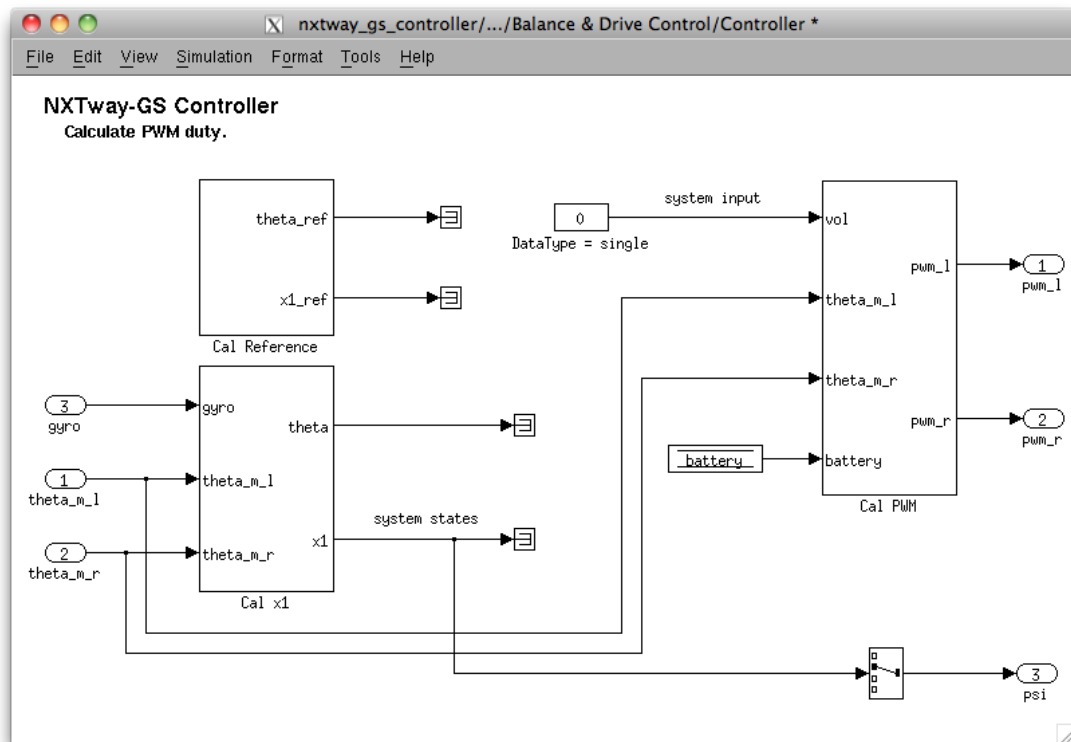 nxtway_gs_controller/.../Balance & Drive Control/Controller *
File Edit View Simulation Format Tools Help
NXTway-GS Controller
Calculate PWM duty.
theta_ref
x1_ref
Cal Reference
system input
0
DataType = single
vol
theta_m_l
theta_m_r
battery
pwm_l
pwm_r
Cal PWM
1
pwm_l
2
pwm_r
battery
3
gyro
1
theta_m_l
2
theta_m_r
gyro
theta_m_l
theta_m_r
theta
x1
Cal x1
system states
3
psi